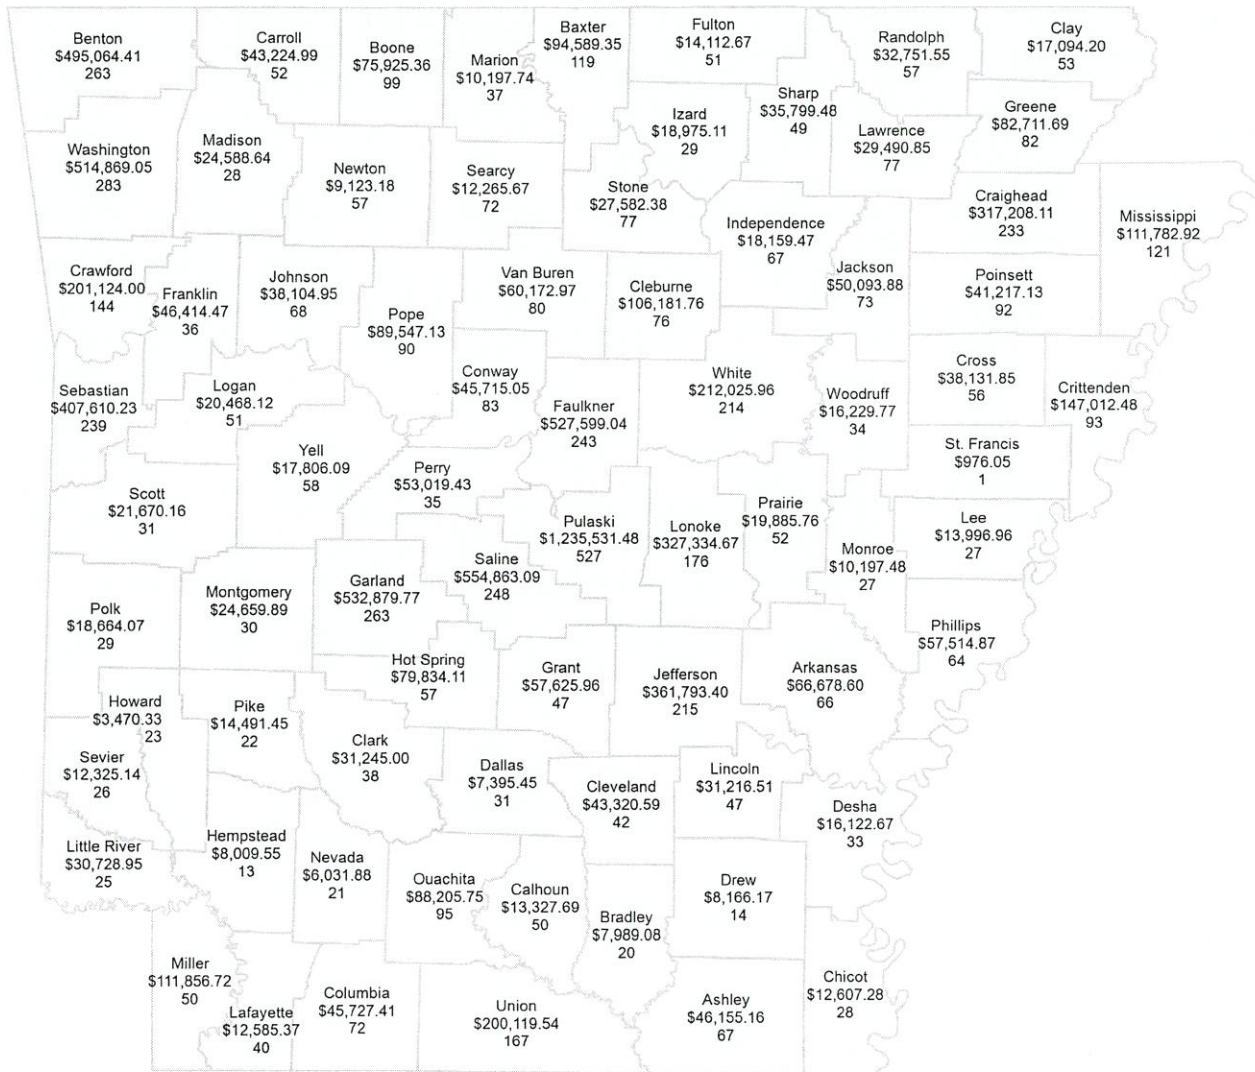 Benton
$495,064.41
263
Carroll
$43,224.99
52
Boone
$75,925.36
99
Marion
$10,197.74
37
Baxter
$94,589.35
119
Fulton
$14,112.67
51
Randolph
$32,751.55
57
Clay
$17,094.20
53
Washington
$514,869.05
283
Madison
$24,588.64
28
Newton
$9,123.18
57
Searcy
$12,265.67
72
Stone
$27,582.38
77
Izard
$18,975.11
29
Sharp
$35,799.48
49
Lawrence
$29,490.85
77
Greene
$82,711.69
82
Independence
$18,159.47
67
Craighead
$317,208.11
233
Mississippi
$111,782.92
121
Crawford
$201,124.00
144
Franklin
$46,414.47
36
Johnson
$38,104.95
68
Pope
$89,547.13
90
Van Buren
$60,172.97
80
Cleburne
$106,181.76
76
Jackson
$50,093.88
73
Poinsett
$41,217.13
92
Sebastian
$407,610.23
239
Logan
$20,468.12
51
Conway
$45,715.05
83
Faulkner
$527,599.04
243
White
$212,025.96
214
Woodruff
$16,229.77
34
Cross
$38,131.85
56
Crittenden
$147,012.48
93
Scott
$21,670.16
31
Yell
$17,806.09
58
Perry
$53,019.43
35
St. Francis
$976.05
1
Pulaski
$1,235,531.48
527
Lonoke
$327,334.67
176
Prairie
$19,885.76
52
Monroe
$10,197.48
27
Lee
$13,996.96
27
Polk
$18,664.07
29
Montgomery
$24,659.89
30
Garland
$532,879.77
263
Saline
$554,863.09
248
Phillips
$57,514.87
64
Hot Spring
$79,834.11
57
Grant
$57,625.96
47
Jefferson
$361,793.40
215
Arkansas
$66,678.60
66
Howard
$3,470.33
23
Pike
$14,491.45
22
Clark
$31,245.00
38
Sevier
$12,325.14
26
Dallas
$7,395.45
31
Cleveland
$43,320.59
42
Lincoln
$31,216.51
47
Desha
$16,122.67
33
Little River
$30,728.95
25
Hempstead
$8,009.55
13
Nevada
$6,031.88
21
Ouachita
$88,205.75
95
Calhoun
$13,327.69
50
Bradley
$7,989.08
20
Drew
$8,166.17
14
Miller
$111,856.72
50
Lafayette
$12,585.37
40
Columbia
$45,727.41
72
Union
$200,119.54
167
Ashley
$46,155.16
67
Chicot
$12,607.28
28